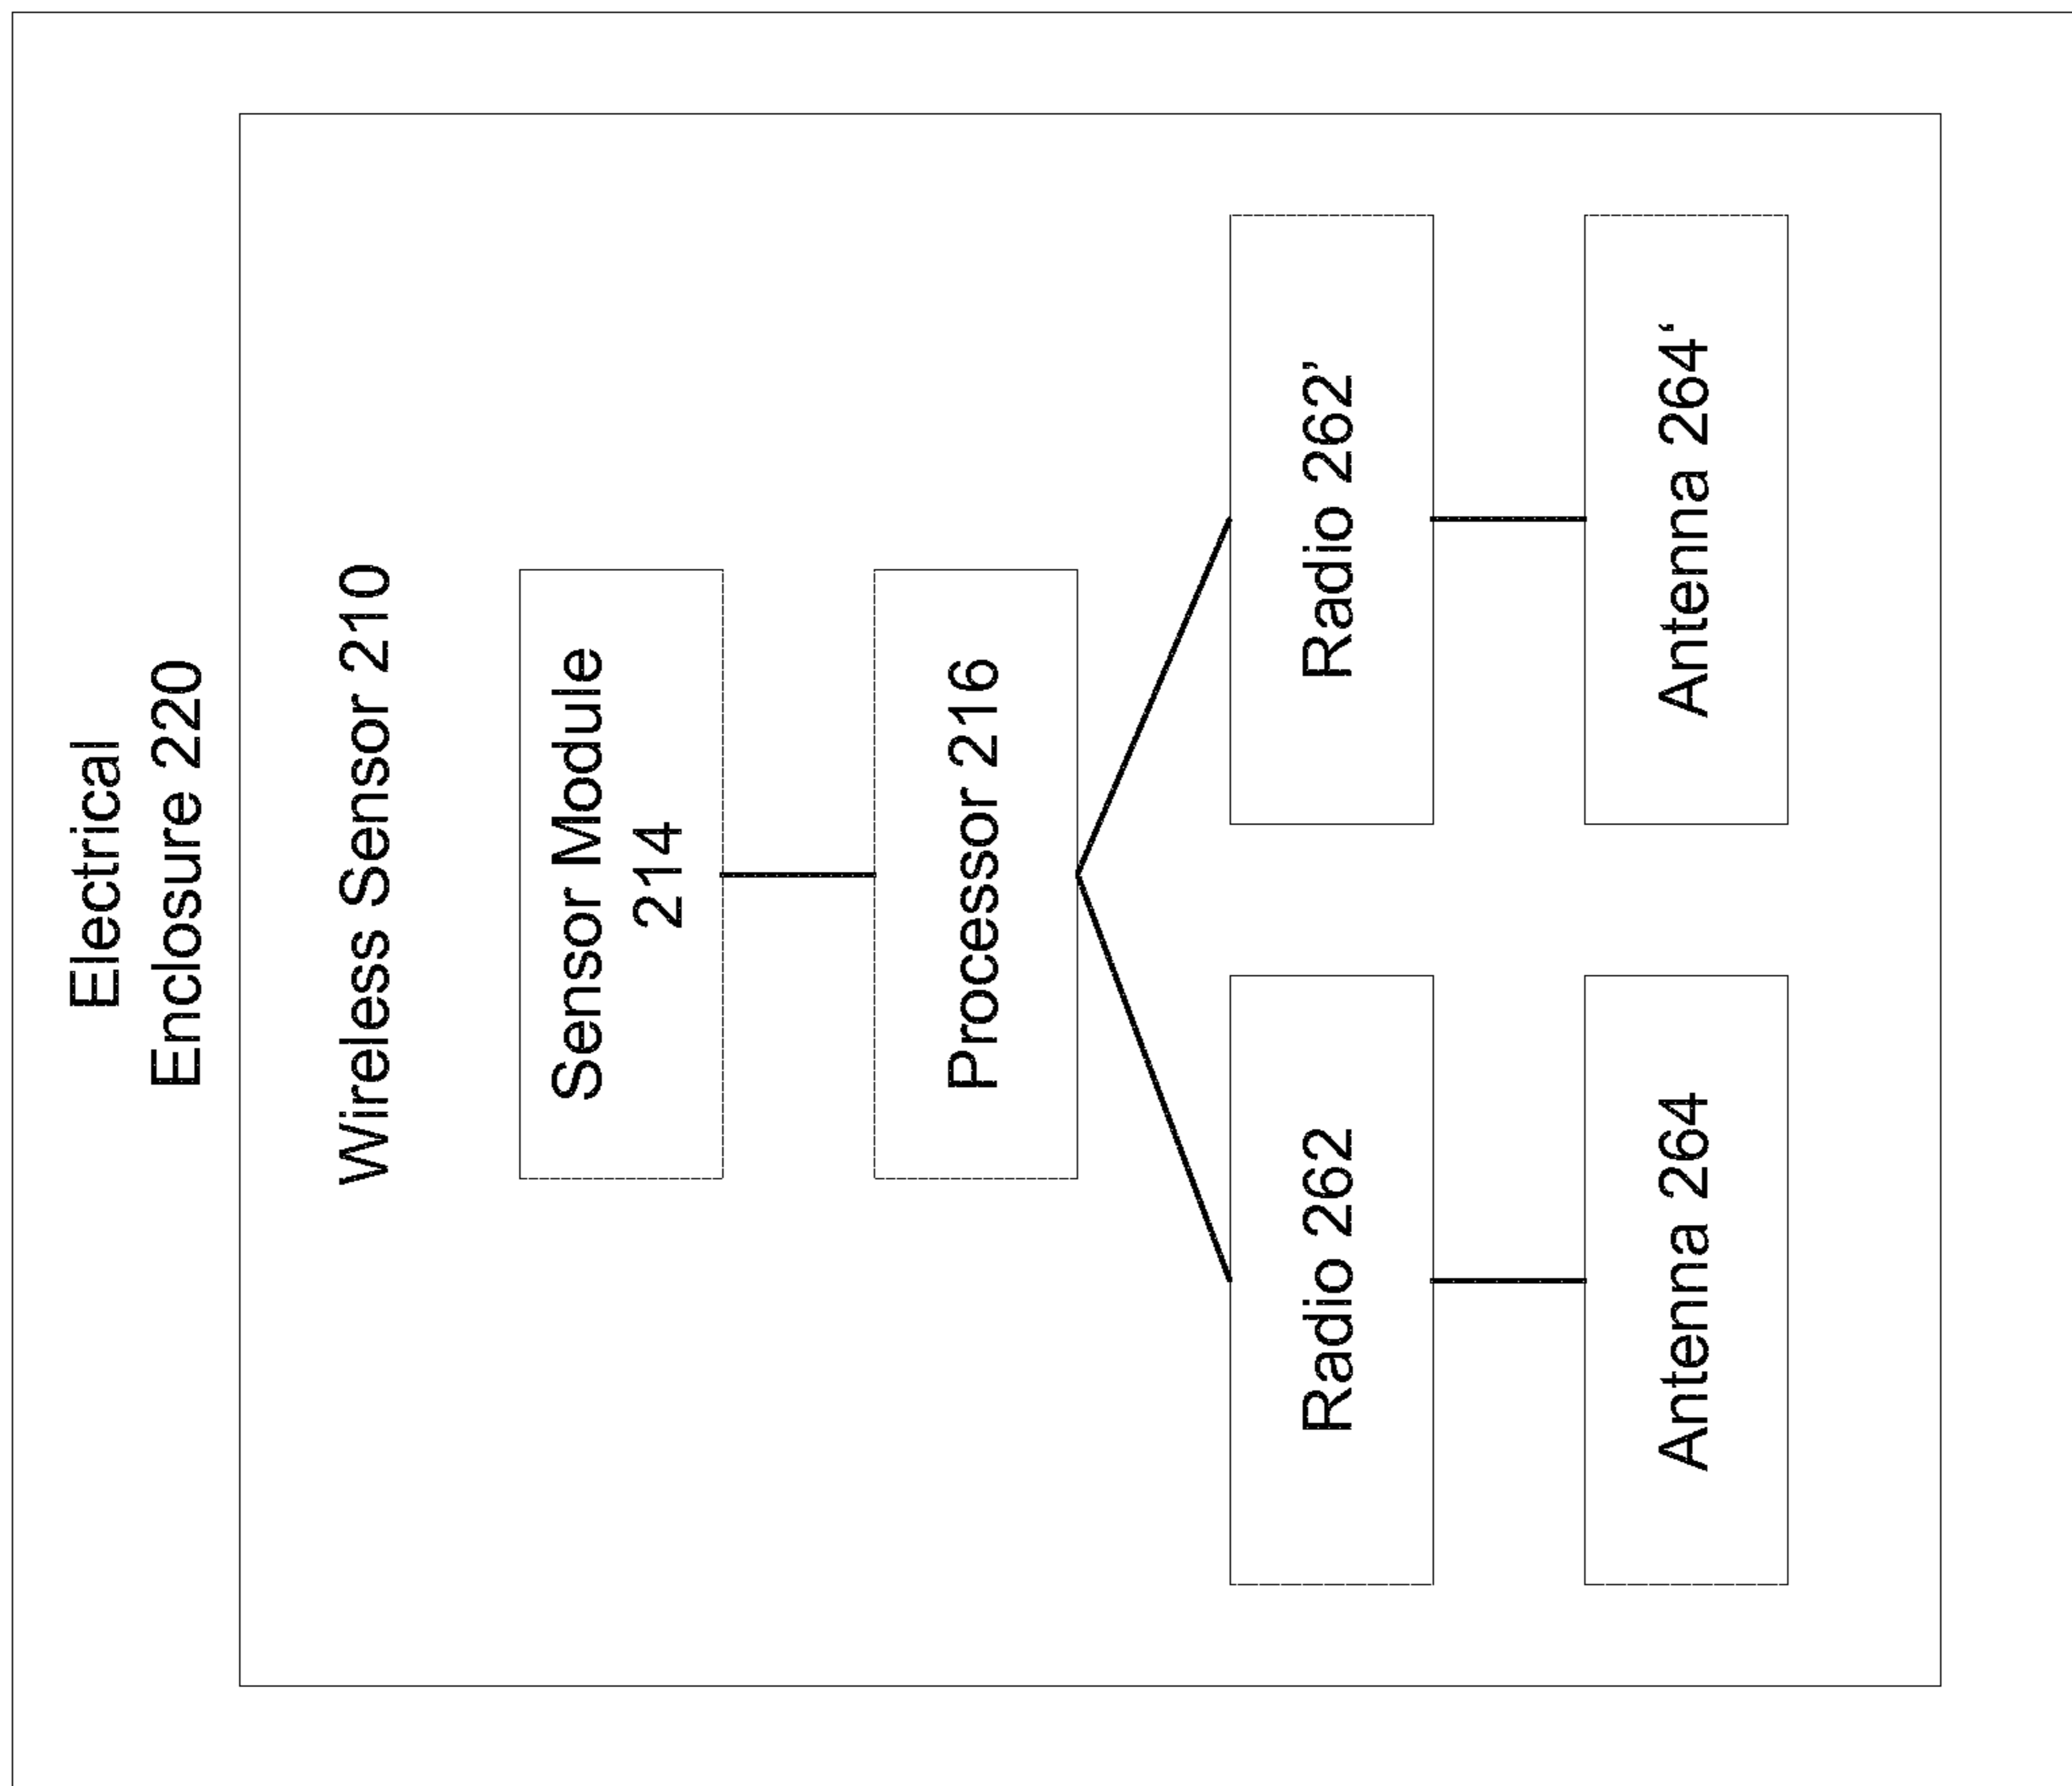 Electrical
Enclosure 220
Wireless Sensor 210
Sensor Module
214
Processor 216
Radio 262
Radio 262’
Antenna 264
Antenna 264‘